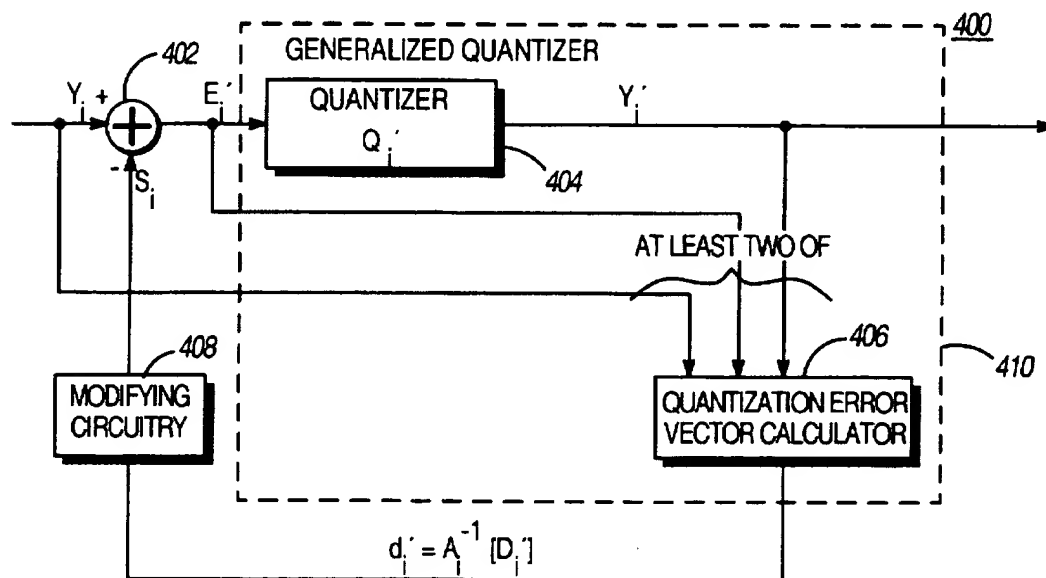 400
GENERALIZED QUANTIZER
402
Y_i + E_i´
QUANTIZER
Q_i´
Y_i´
404
+
- S_i
AT LEAST TWO OF
408
MODIFYING
CIRCUITRY
406
QUANTIZATION ERROR
VECTOR CALCULATOR
410
d_i´ = A_i^-1 [D_i´]